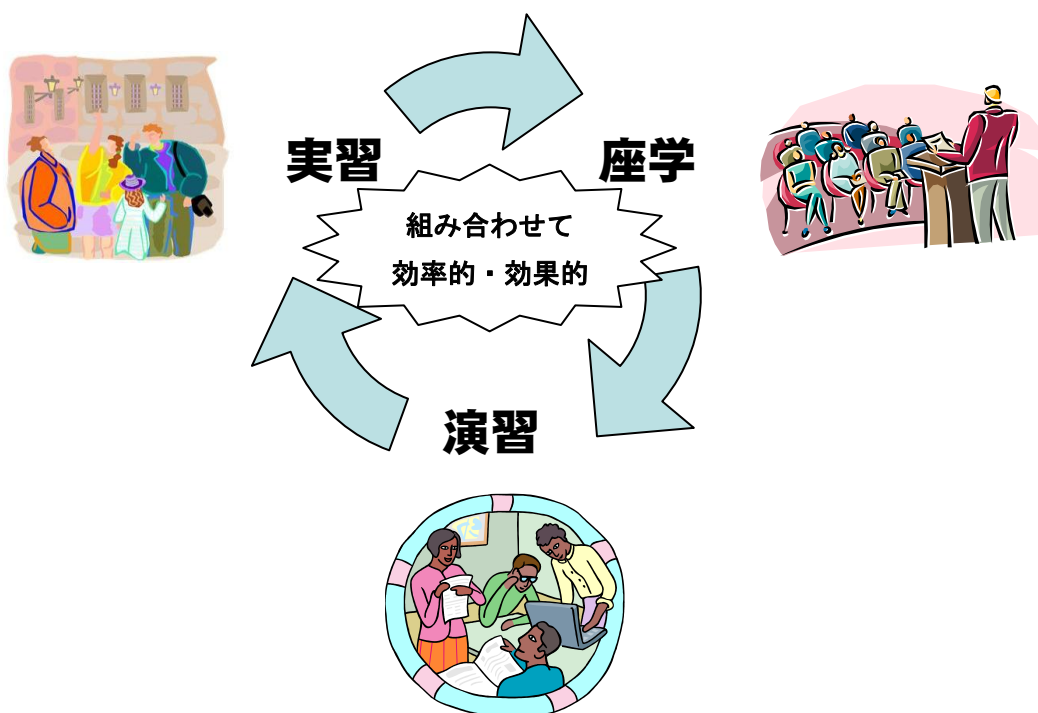 実習
座学
組み合わせて
効率的・効果的
演習